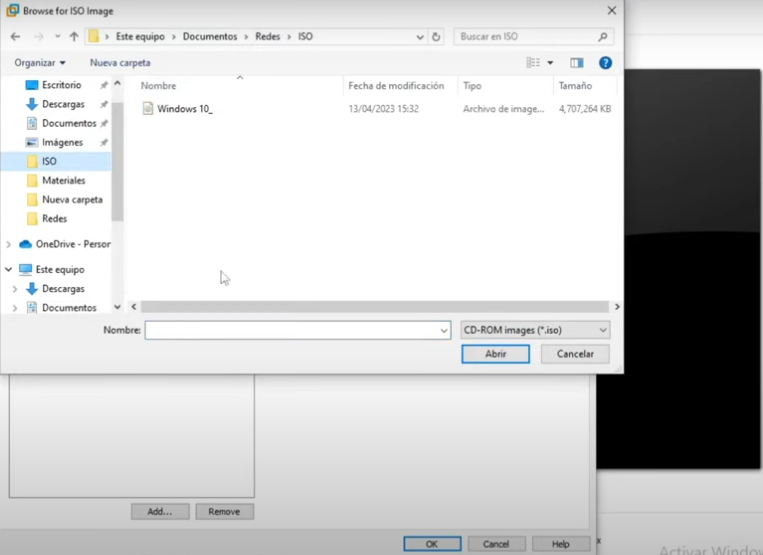 Browse for ISO Image
Este equipo > Documentos > Redes > ISO
Buscar en ISO
Organizar
Nueva carpeta
Nombre
Fecha de modificación
Tipo
Tamaño
Windows 10_
13/04/2023 15:32
Archivo de image...
4,707,264 KB
Escritorio
Descargas
Documentos
Imágenes
ISO
Materiales
Nueva carpeta
Redes
OneDrive - Person
Este equipo
Descargas
Documentos
Nombre:
CD-ROM images (*.iso)
Abrir
Cancelar
Add...
Remove
OK
Cancel
Help
Activar Window